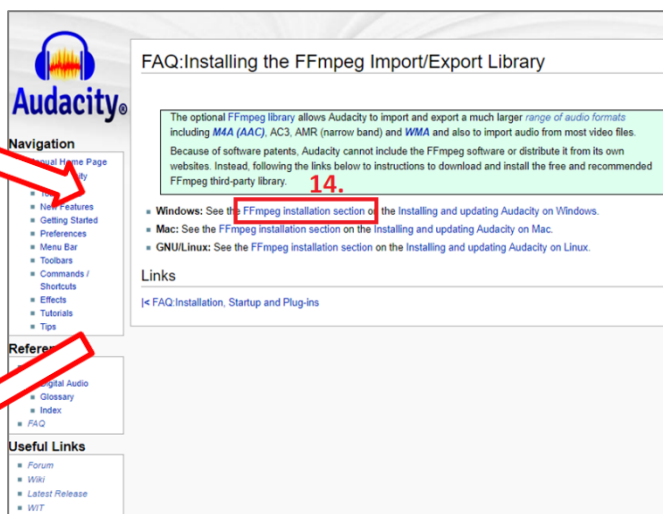 Audacity®
FAQ:Installing the FFmpeg Import/Export Library
The optional FFmpeg library allows Audacity to import and export a much larger range of audio formats
including M4A (AAC), AC3, AMR (narrow band) and WMA and also to import audio from most video files.
Because of software patents, Audacity cannot include the FFmpeg software or distribute it from its own
websites. Instead, following the links below to instructions to download and install the free and recommended
FFmpeg third-party library.
14.
Windows: See the FFmpeg installation section on the Installing and updating Audacity on Windows.
Mac: See the FFmpeg installation section on the Installing and updating Audacity on Mac.
GNU/Linux: See the FFmpeg installation section on the Installing and updating Audacity on Linux.
Links
|< FAQ:Installation, Startup and Plug-ins
Navigation
Home Page
New Features
Getting Started
Preferences
Menu Bar
Toolbars
Commands /
Shortcuts
Effects
Tutorials
Tips
Digital Audio
Glossary
Index
FAQ
Useful Links
Forum
Wiki
Latest Release
WIT